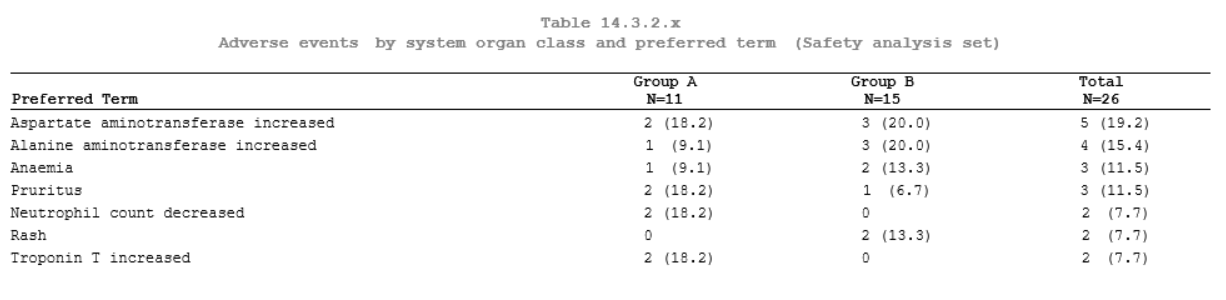 Table 14.3.2.x
Adverse events by system organ class and preferred term (Safety analysis set)
Group A Group B Total
Preferred Term N=11 N=15 N=26
Aspartate aminotransferase increased 2 (18.2) 3 (20.0) 5 (19.2)
Alanine aminotransferase increased 1 (9.1) 3 (20.0) 4 (15.4)
Anaemia 1 (9.1) 2 (13.3) 3 (11.5)
Pruritus 2 (18.2) 1 (6.7) 3 (11.5)
Neutrophil count decreased 2 (18.2) 0 2 (7.7)
Rash 0 2 (13.3) 2 (7.7)
Troponin T increased 2 (18.2) 0 2 (7.7)